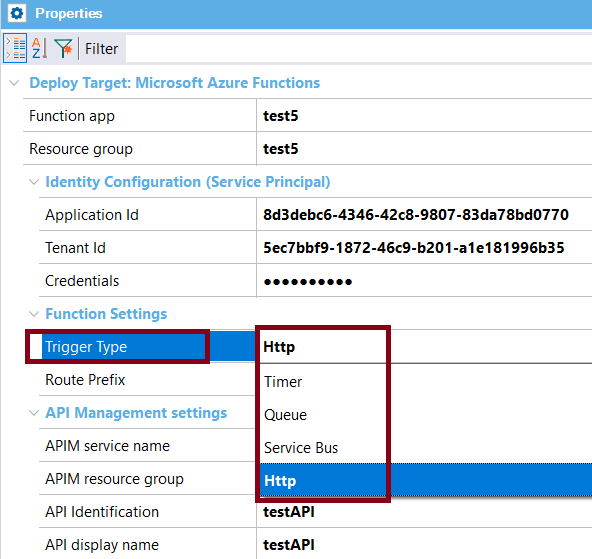 Properties
Filter
Deploy Target: Microsoft Azure Functions
Function app test5
Resource group test5
Identity Configuration (Service Principal)
Application Id 8d3debc6-4346-42c8-9807-83da78bd0770
Tenant Id 5ec7bbf9-1872-46c9-b201-a1e181996b35
Credentials ●●●●●●●●●●
Function Settings
Trigger Type Http
Route Prefix Timer
Queue
API Management settings
APIM service name Service Bus
APIM resource group Http
API Identification testAPI
API display name testAPI